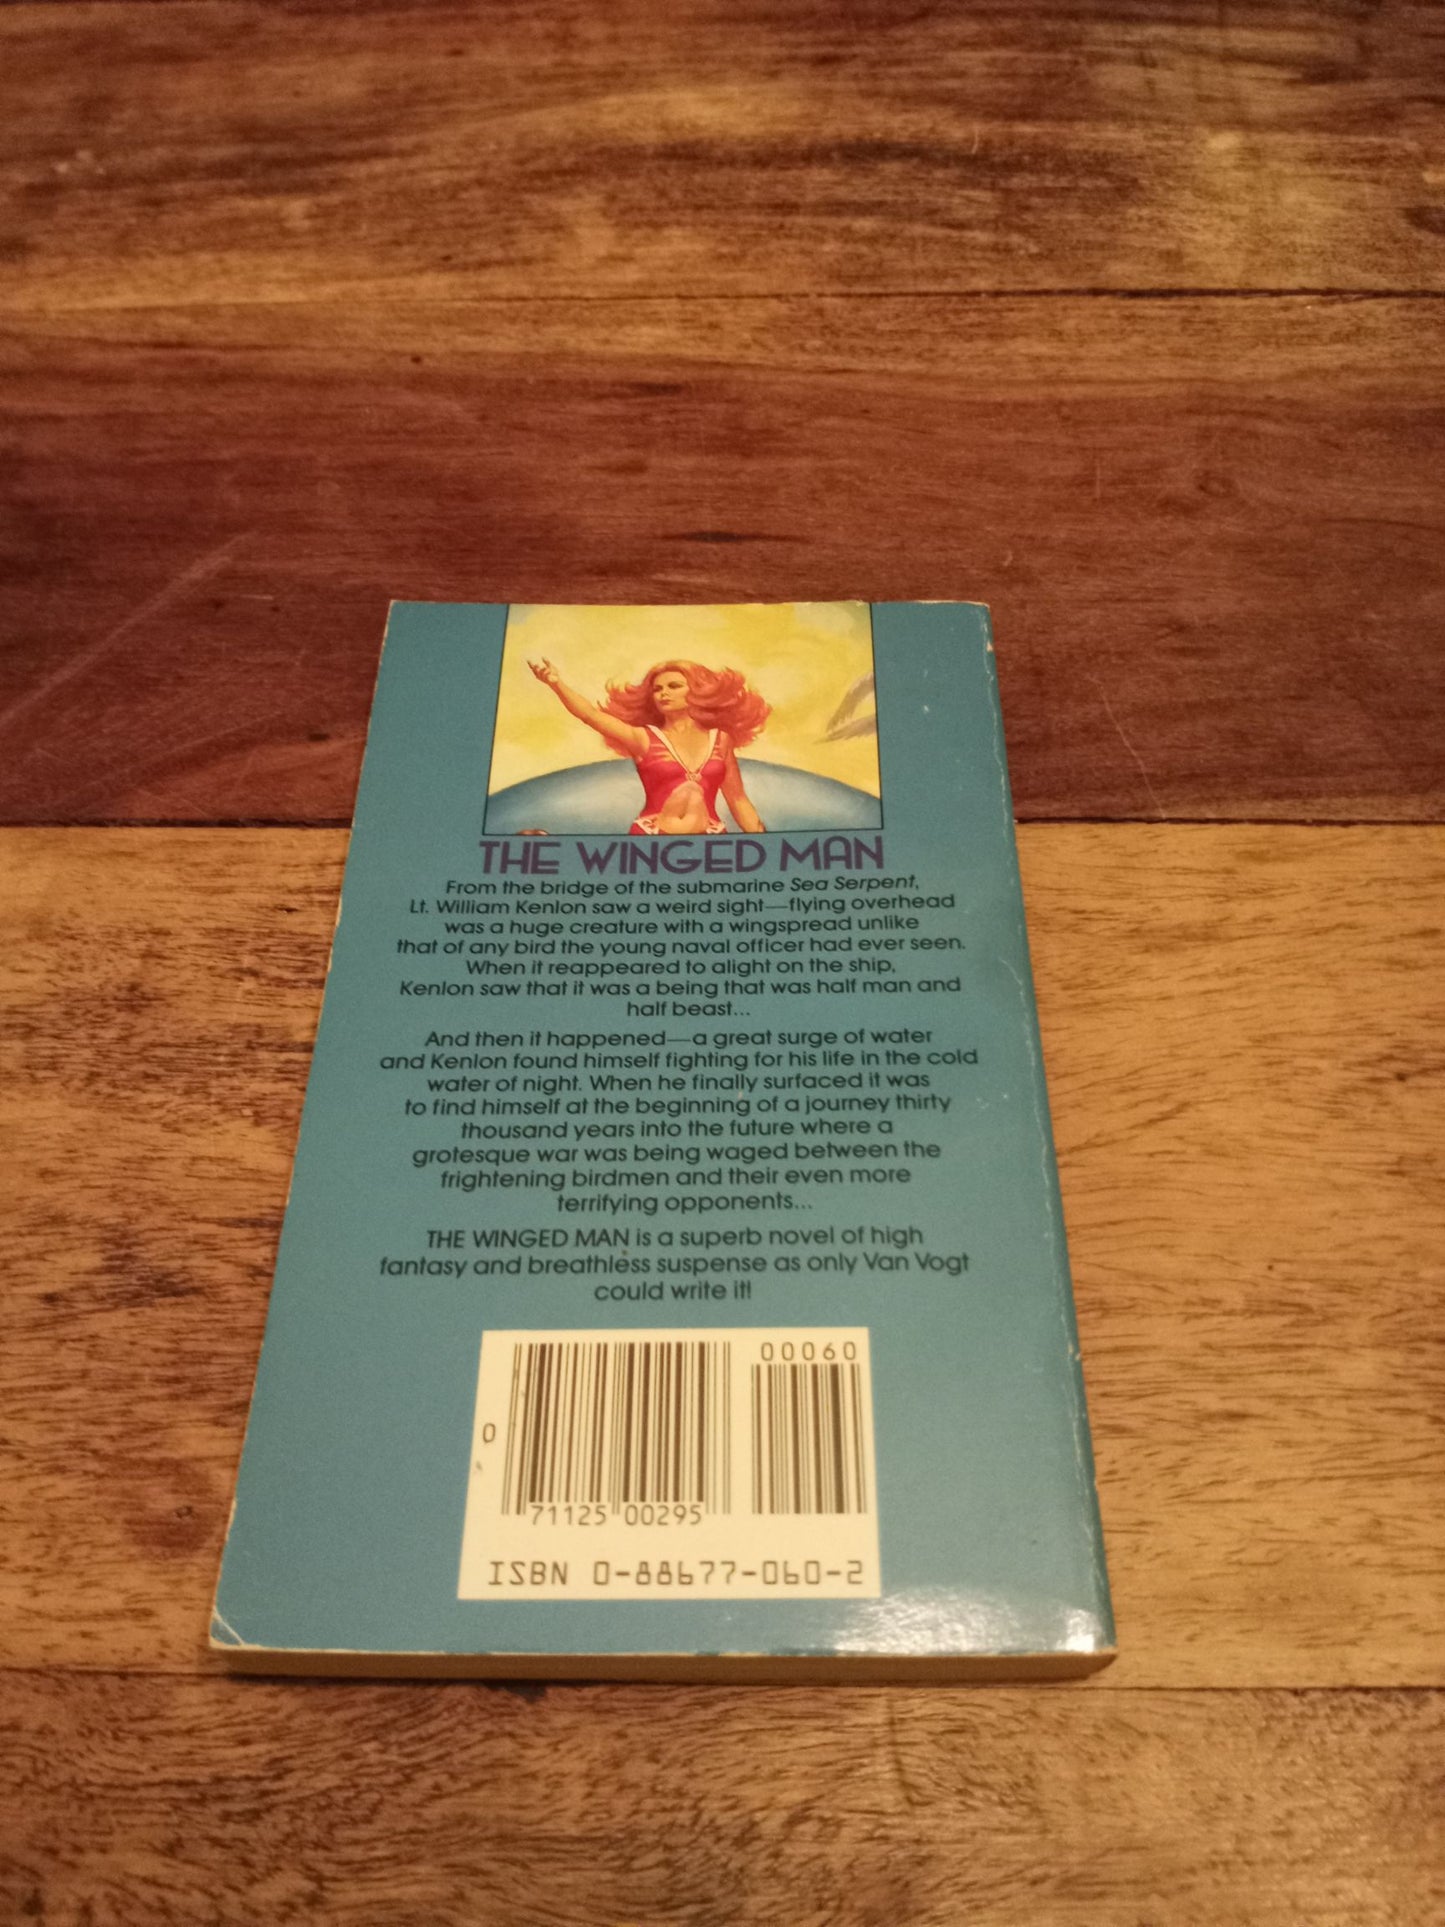 THE WINGED MAN
From the bridge of the submarine Sea Serpent,
Lt. William Kenlon saw a weird sight—flying overhead
was a huge creature with a wingspread unlike
that of any bird the young naval officer had ever seen.
When it reappeared to alight on the ship,
Kenlon saw that it was a being that was half man and
half beast...
And then it happened—a great surge of water
and Kenlon found himself fighting for his life in the cold
water of night. When he finally surfaced it was
to find himself at the beginning of a journey thirty
thousand years into the future where a
grotesque war was being waged between the
frightening birdmen and their even more
terrifying opponents...
THE WINGED MAN is a superb novel of high
fantasy and breathless suspense as only Van Vogt
could write it!
00060
0
71125 00295
ISBN 0-88677-060-2